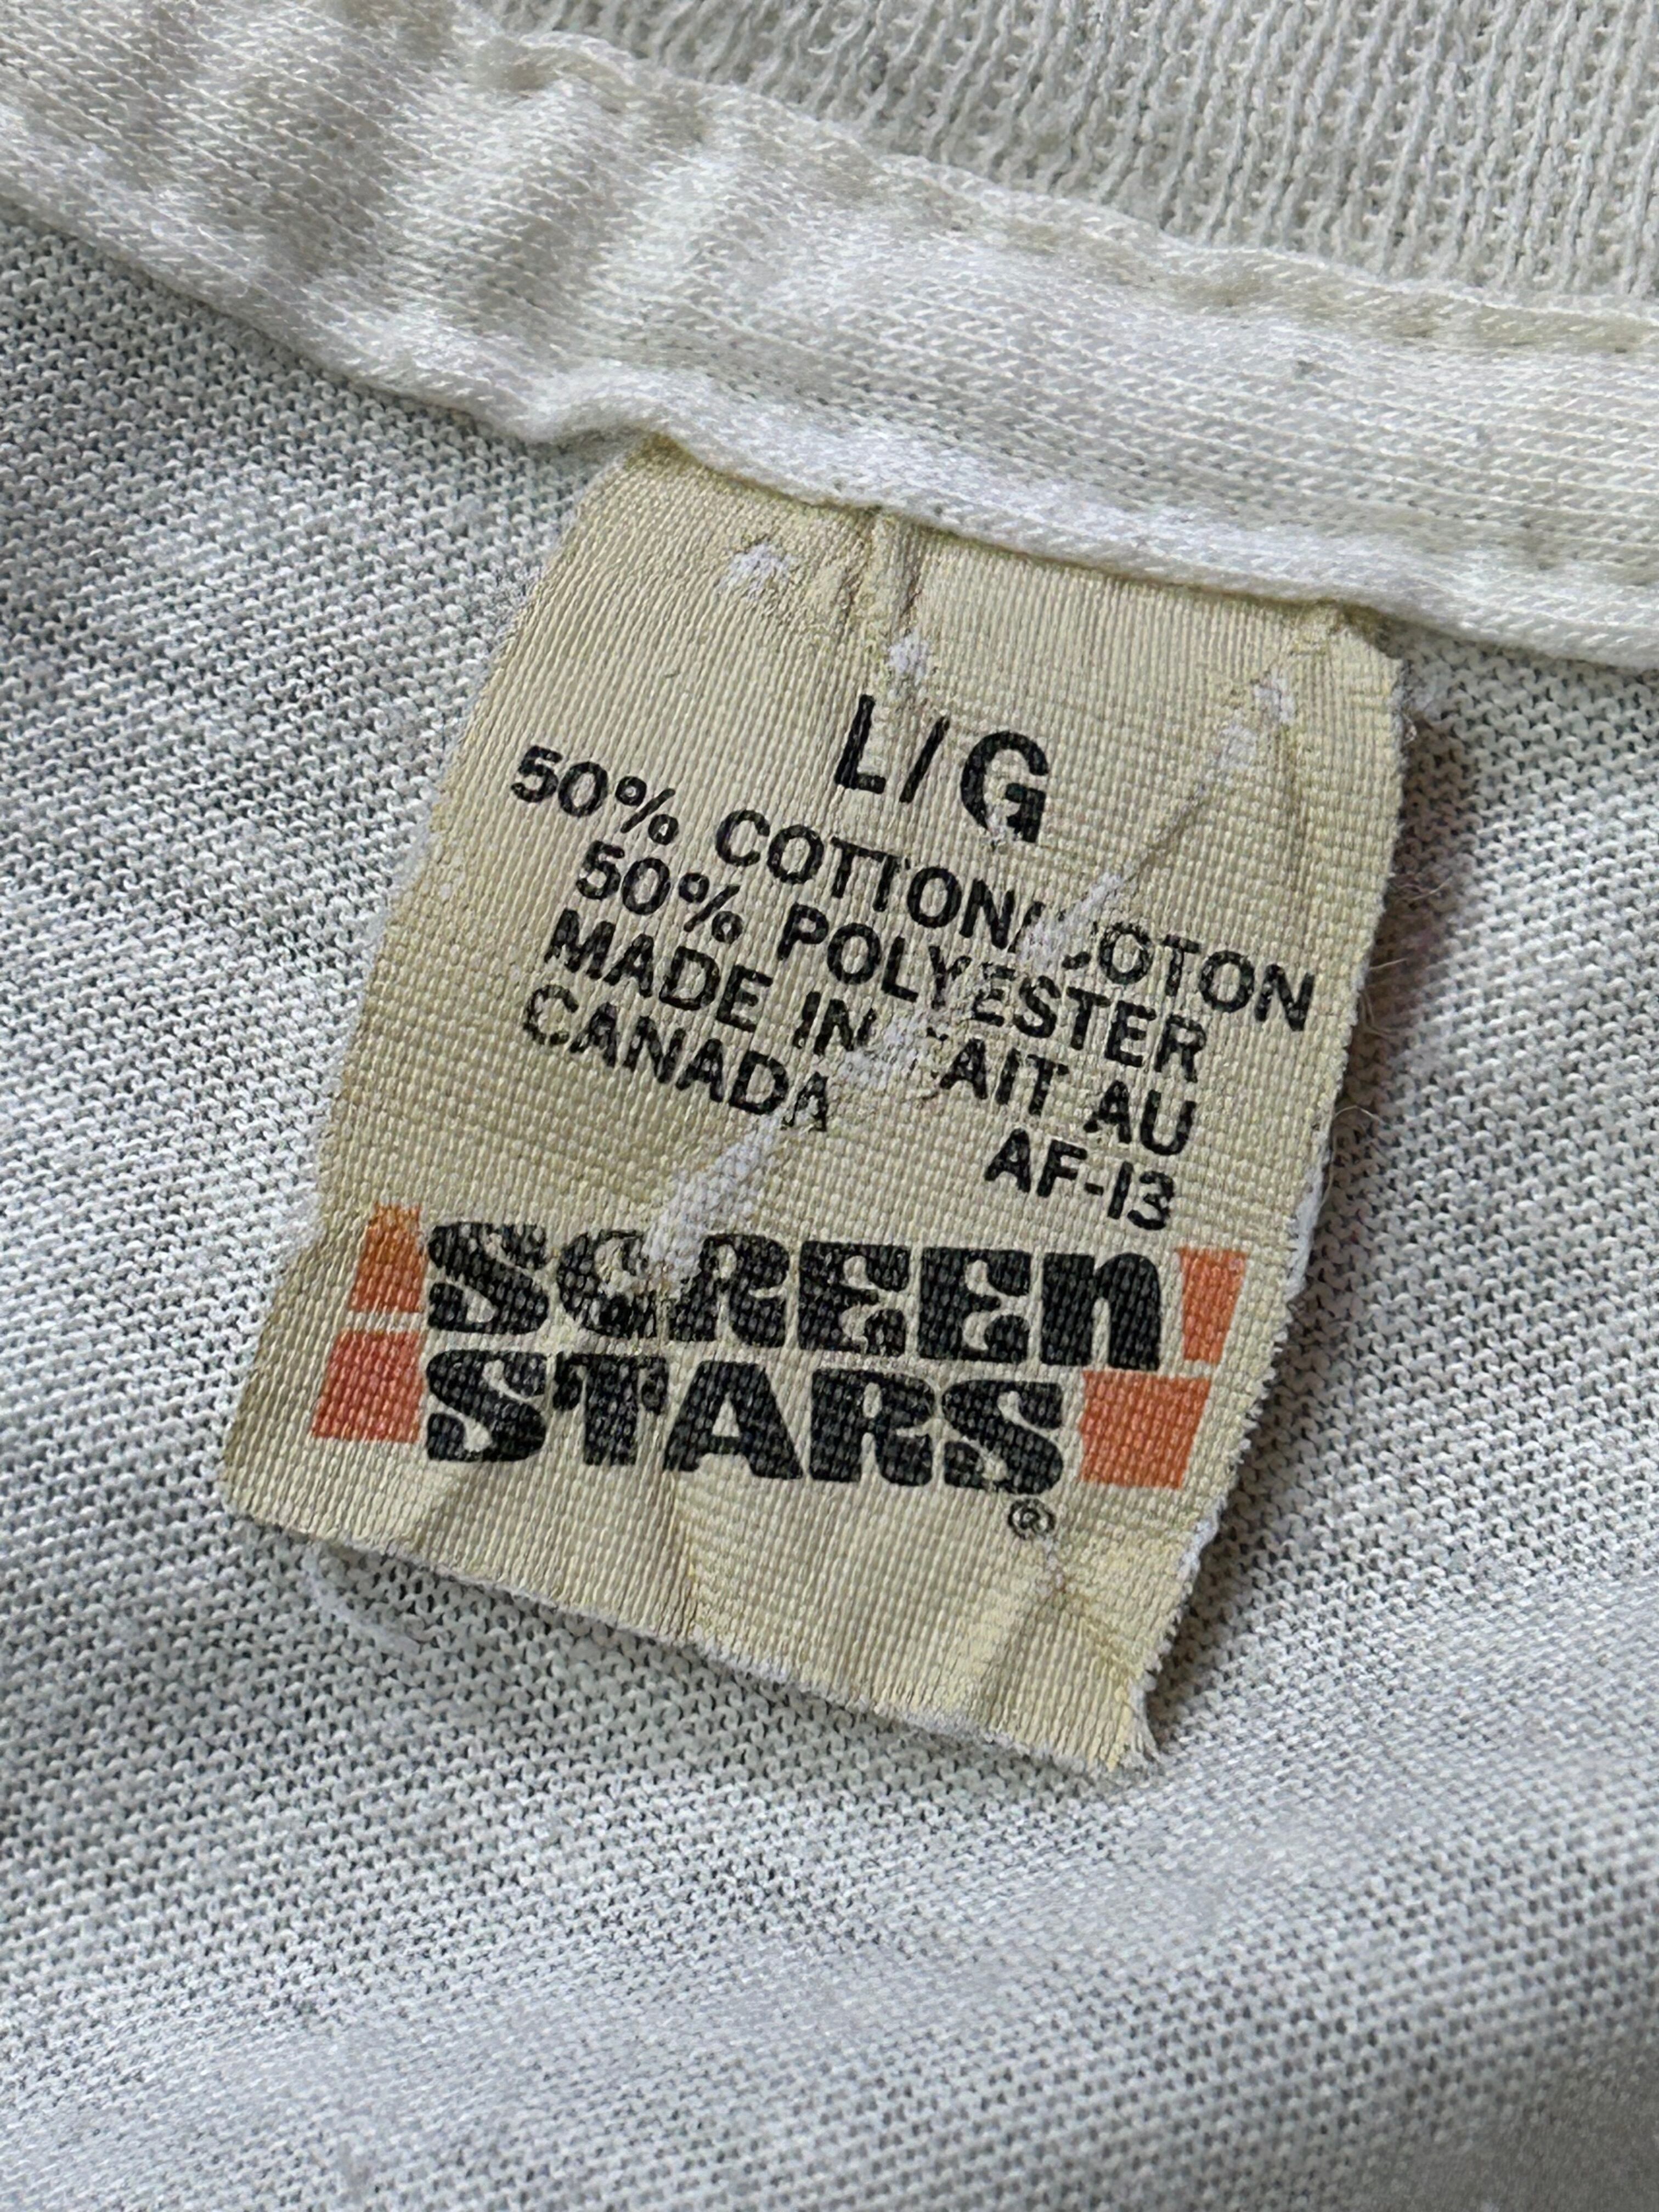 L/G
50% COTTON/COTON
50% POLYESTER
MADE IN FAIT AU
CANADA AF-13
SCREEN
STARS®